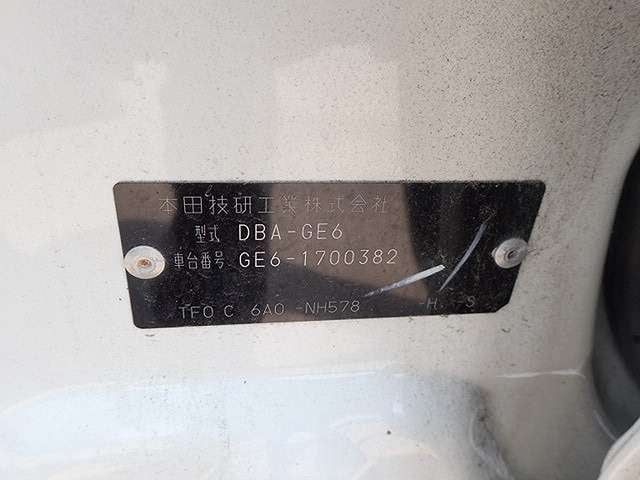 本田技研工業株式会社
型式 DBA-GE6
車台番号 GE6-1700382
TF0 C 6A0 -NH578 -H -S